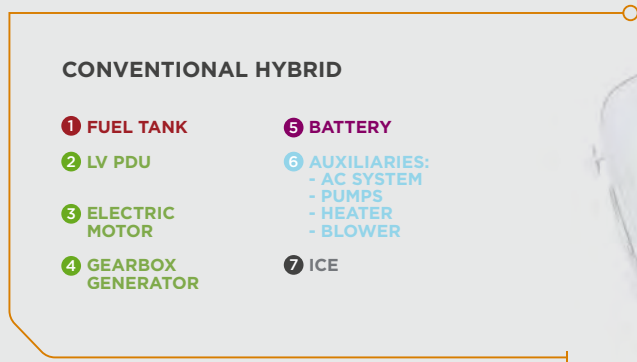 CONVENTIONAL HYBRID
1 FUEL TANK
2 LV PDU
3 ELECTRIC
MOTOR
4 GEARBOX
GENERATOR
5 BATTERY
6 AUXILIARIES:
- AC SYSTEM
- PUMPS
- HEATER
- BLOWER
7 ICE